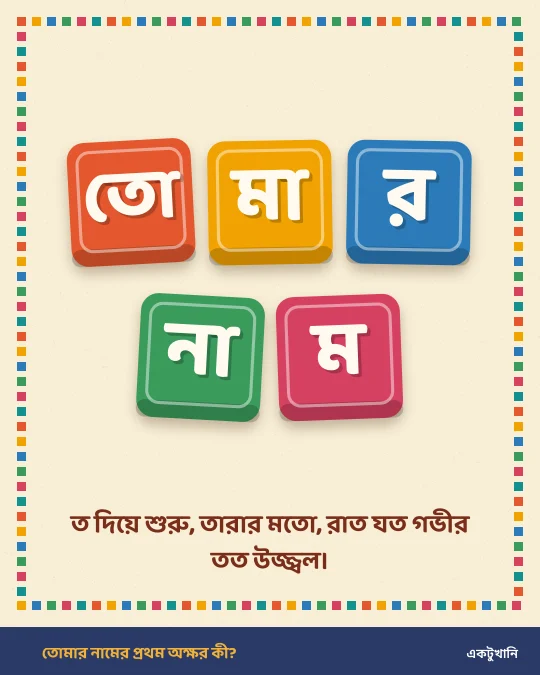 তোমার
নাম
ত দিয়ে শুরু, তারার মতো, রাত যত গভীর
তত উজ্জ্বল।
তোমার নামের প্রথম অক্ষর কী?
একটুখানি